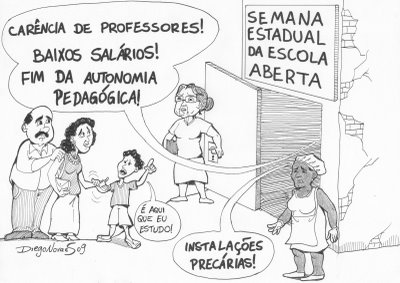 CARÊNCIA DE PROFESSORES!
BAIXOS SALÁRIOS!
FIM DA AUTONOMIA
PEDAGÓGICA!
SEMANA
ESTADUAL
DA ESCOLA
ABERTA
É AQUI
QUE EU
ESTUDO!
INSTALAÇÕES
PRECÁRIAS!
DiegoNovaes09